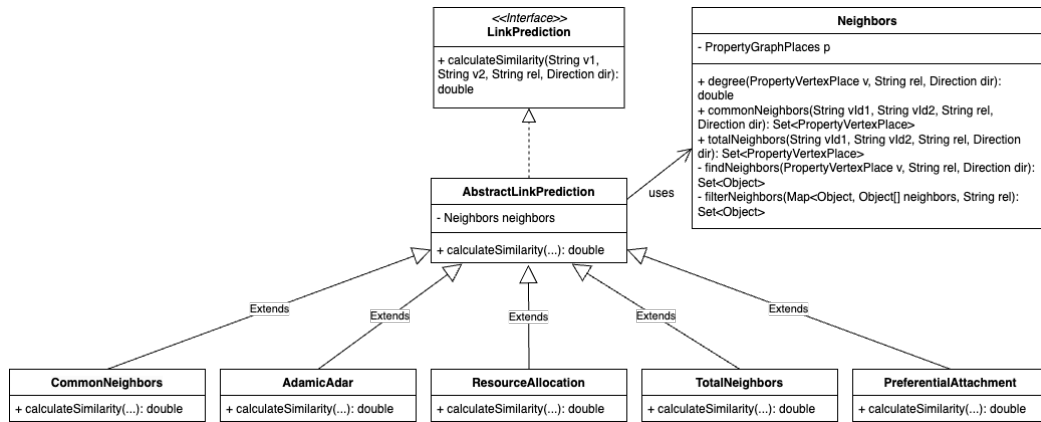 <<Interface>>
LinkPrediction
+ calculateSimilarity(String v1,
String v2, String rel, Direction dir):
double
Neighbors
- PropertyGraphPlaces p
+ degree(PropertyVertexPlace v, String rel, Direction dir):
double
+ commonNeighbors(String vId1, String vId2, String rel,
Direction dir): Set<PropertyVertexPlace>
+ totalNeighbors(String vId1, String vId2, String rel, Direction
dir): Set<PropertyVertexPlace>
- findNeighbors(PropertyVertexPlace v, String rel, Direction dir):
Set<Object>
- filterNeighbors(Map<Object, Object[] neighbors, String rel):
Set<Object>
uses
AbstractLinkPrediction
- Neighbors neighbors
+ calculateSimilarity(...): double
Extends
Extends
Extends
Extends
Extends
CommonNeighbors
+ calculateSimilarity(...): double
AdamicAdar
+ calculateSimilarity(...): double
ResourceAllocation
+ calculateSimilarity(...): double
TotalNeighbors
+ calculateSimilarity(...): double
PreferentialAttachment
+ calculateSimilarity(...): double